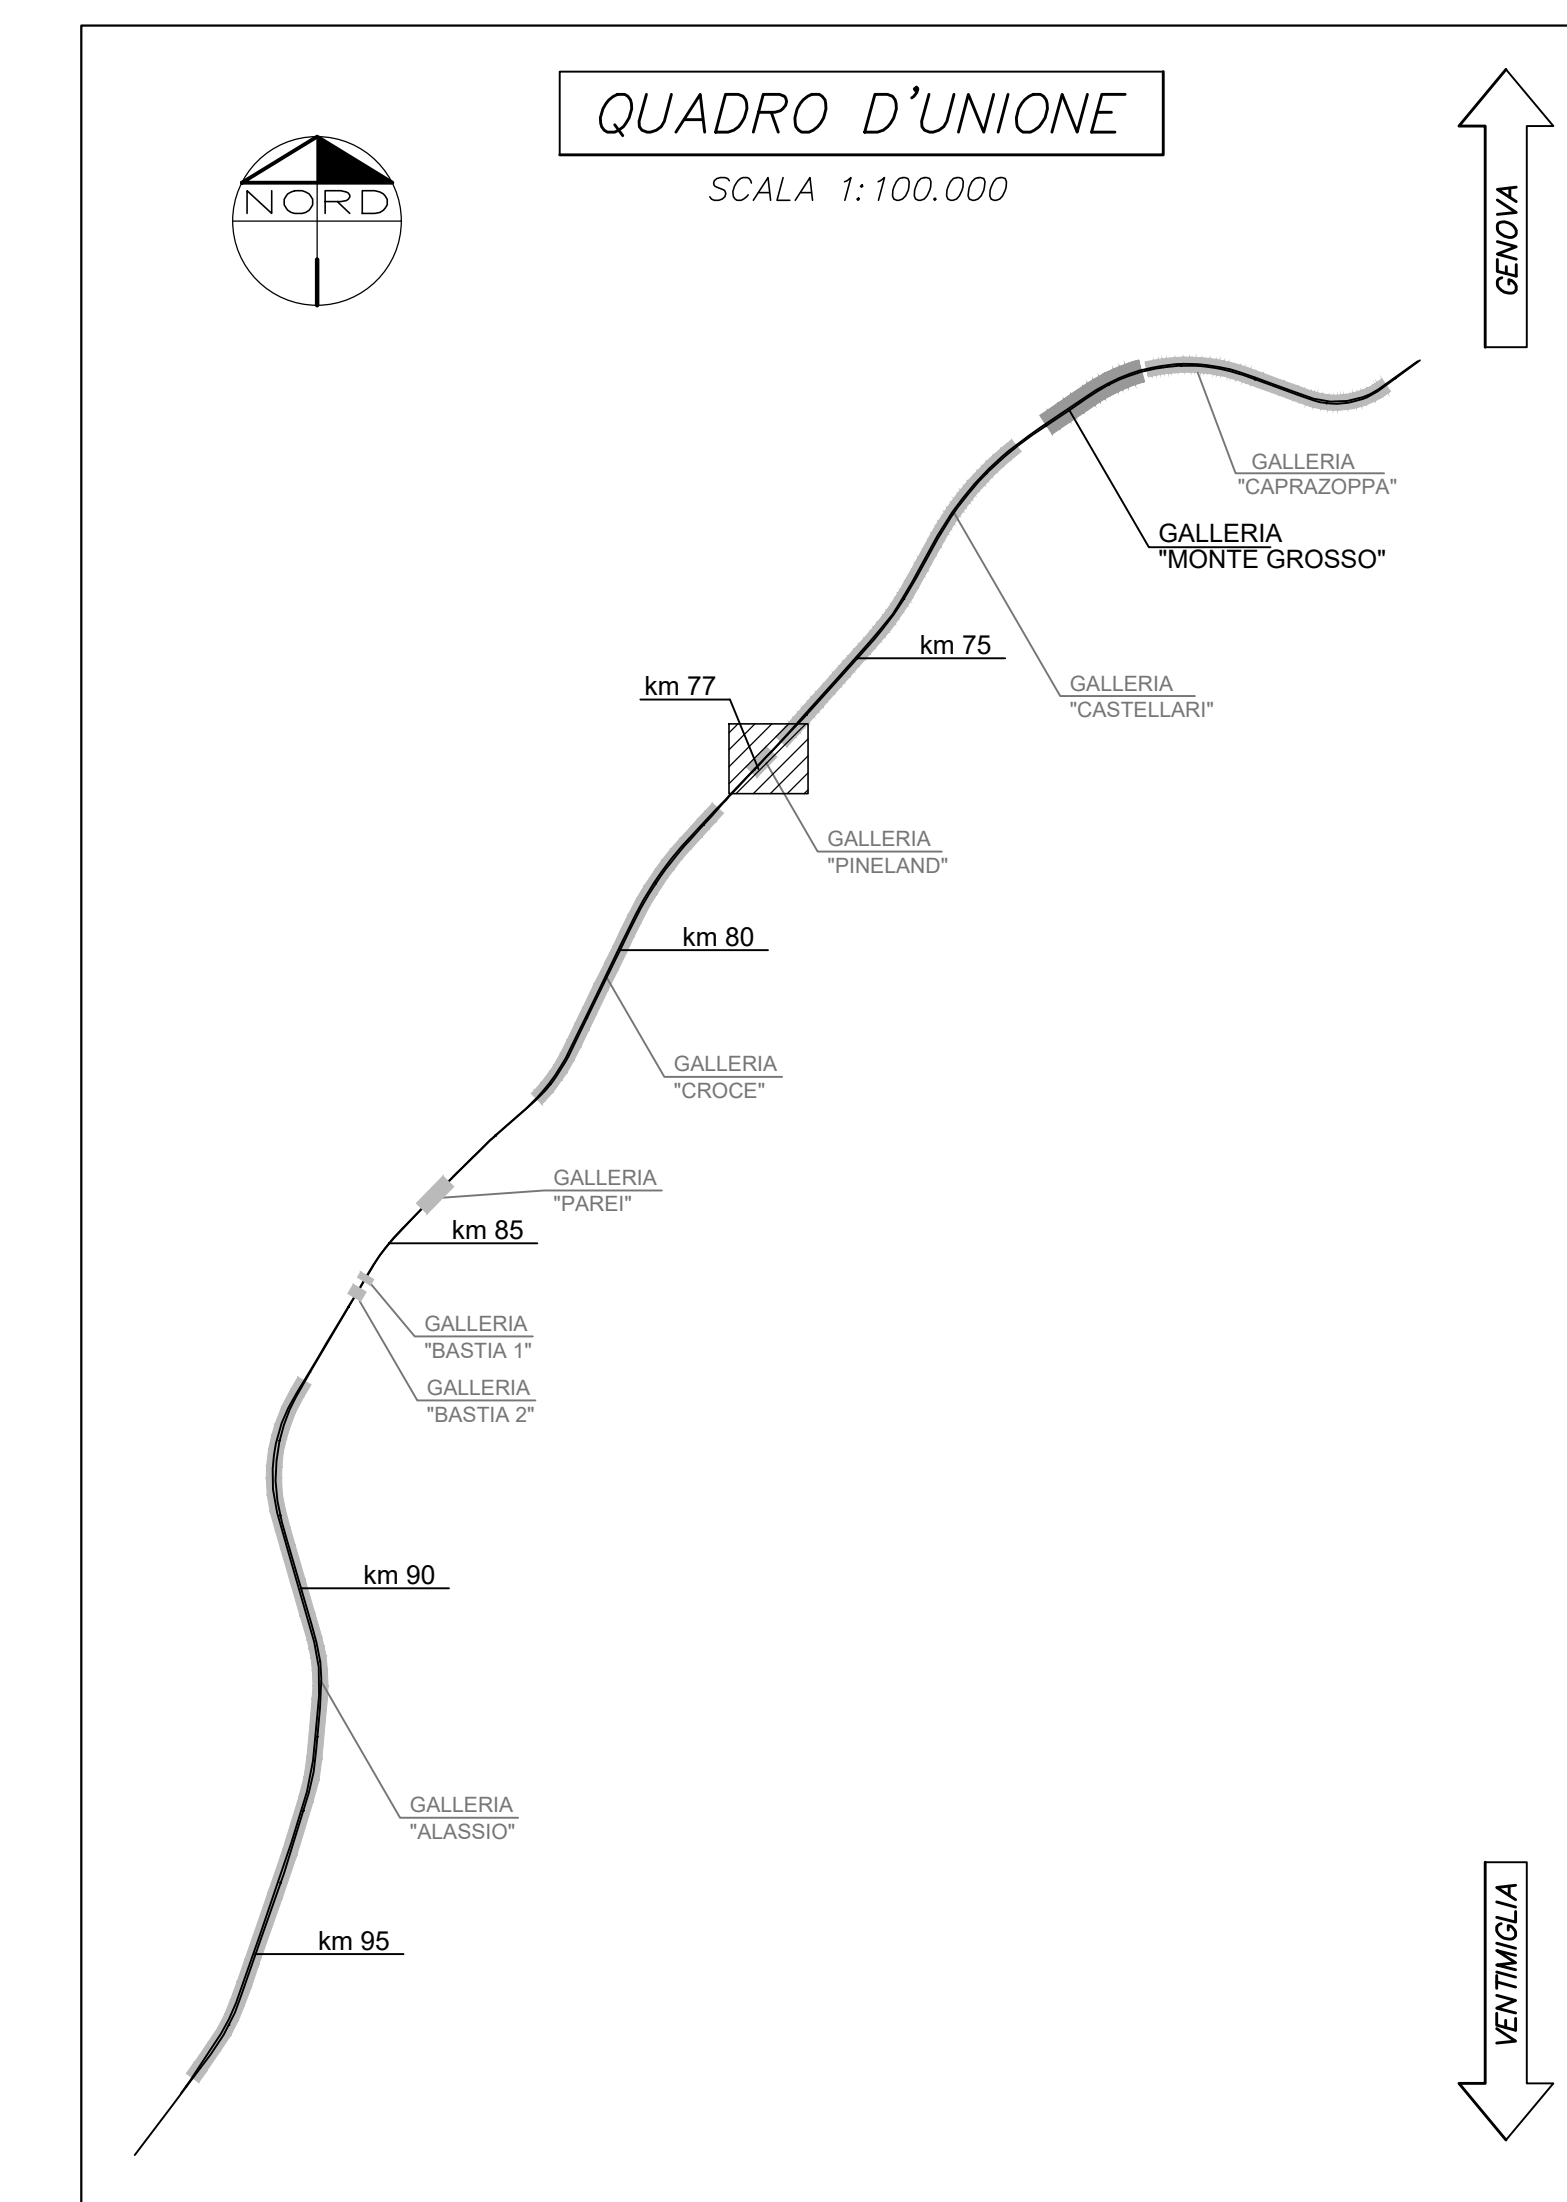 QUADRO D'UNIONE
SCALA 1:100.000
NORD
GENOVA
GALLERIA
"CAPRAZOPPA"
GALLERIA
"MONTE GROSSO"
km 75
km 77
GALLERIA
"CASTELLARI"
GALLERIA
"PINELAND"
km 80
GALLERIA
"CROCE"
GALLERIA
"PAREI"
km 85
GALLERIA
"BASTIA 1"
GALLERIA
"BASTIA 2"
km 90
GALLERIA
"ALASSIO"
km 95
VENTIMIGLIA